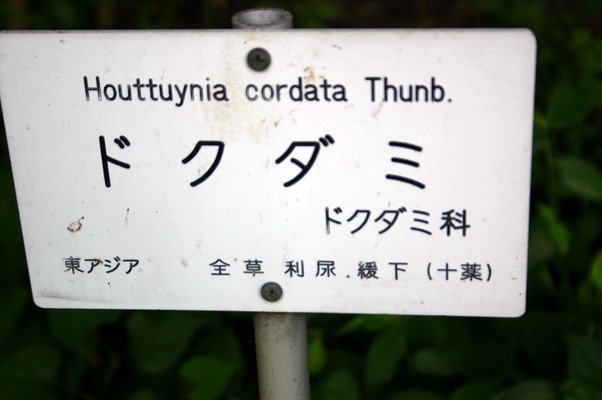 Houttuynia cordata Thunb.
ドクダミ
ドクダミ科
東アジア 全草 利尿.緩下(十薬)